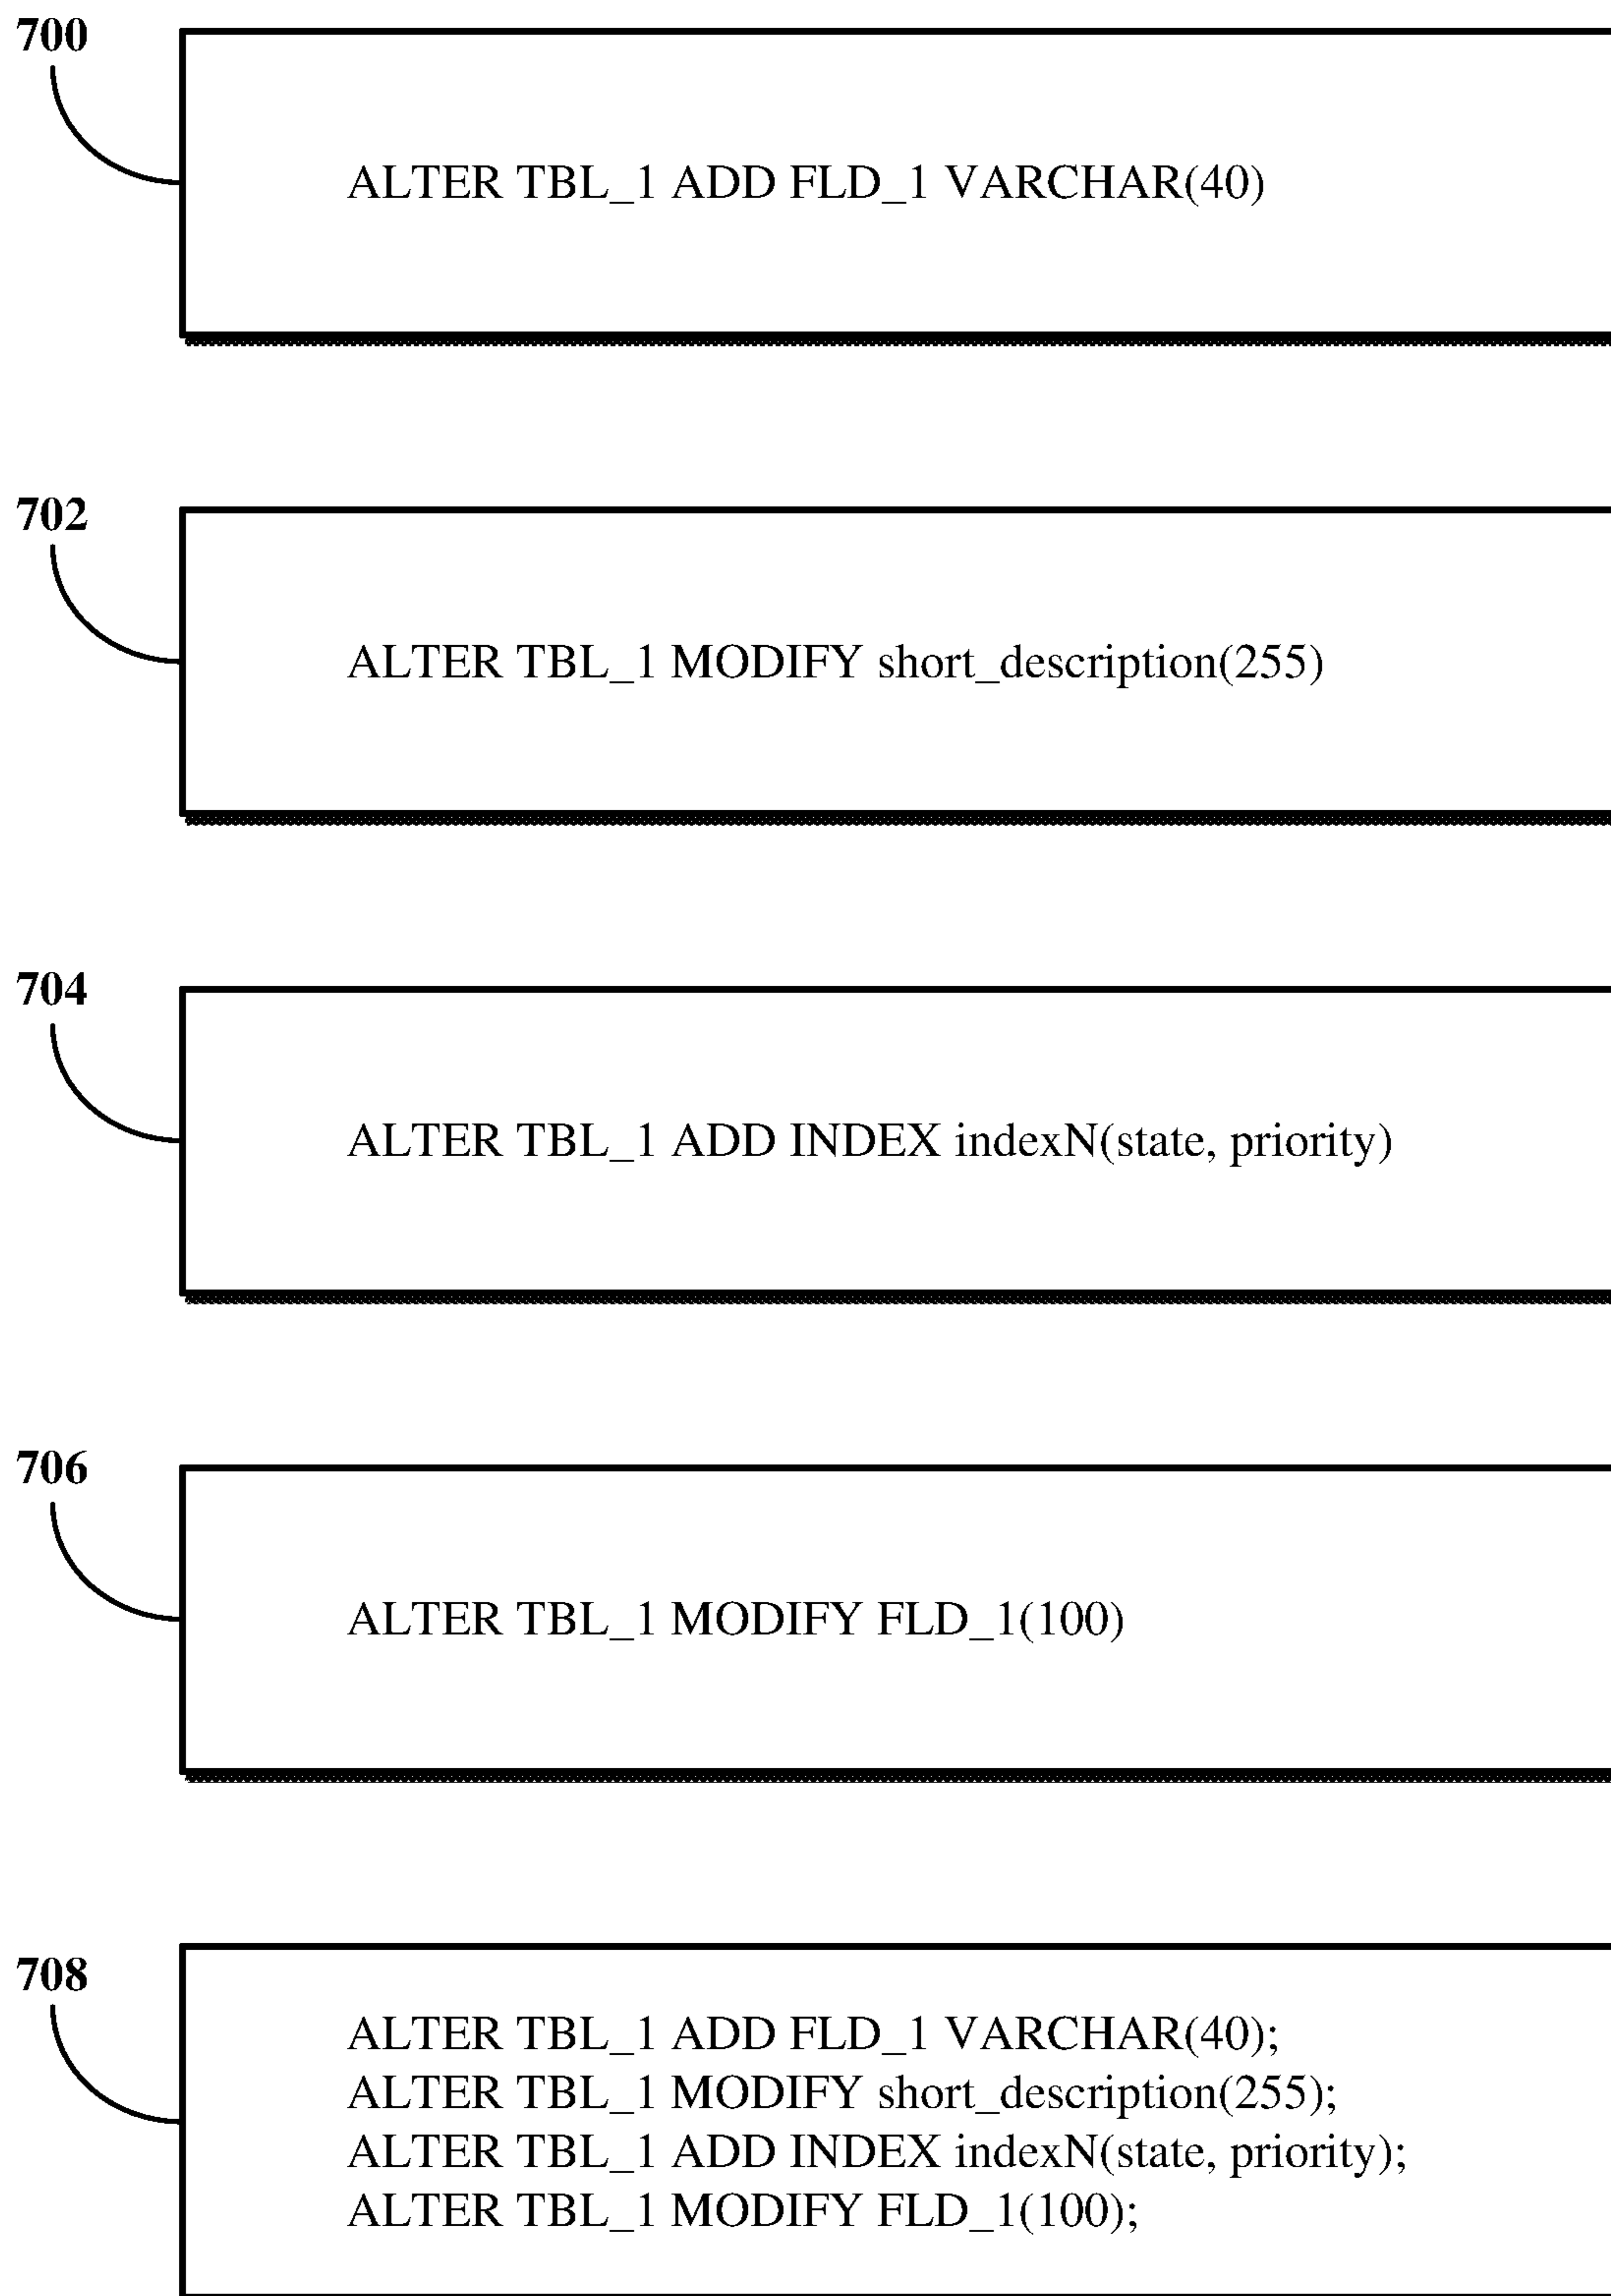 700
ALTER TBL_1 ADD FLD_1 VARCHAR(40)
702
ALTER TBL_1 MODIFY short_description(255)
704
ALTER TBL_1 ADD INDEX indexN(state, priority)
706
ALTER TBL_1 MODIFY FLD_1(100)
708
ALTER TBL_1 ADD FLD_1 VARCHAR(40);
ALTER TBL_1 MODIFY short_description(255);
ALTER TBL_1 ADD INDEX indexN(state, priority);
ALTER TBL_1 MODIFY FLD_1(100);